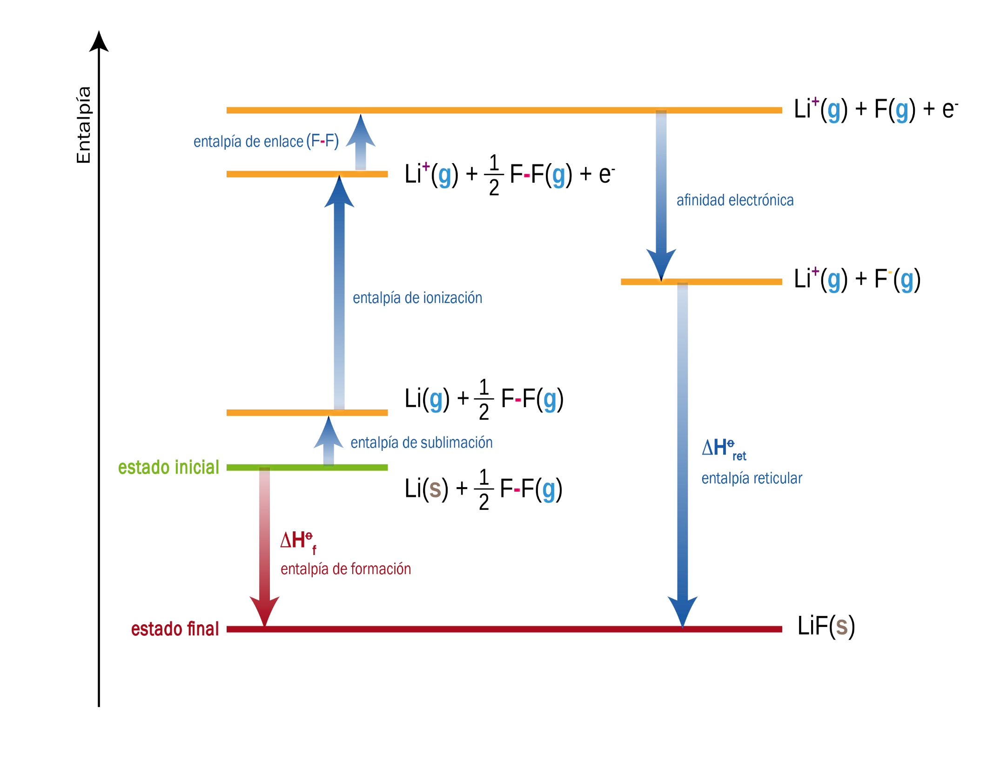 Entalpía
Li⁺(g) + F(g) + e⁻
entalpía de enlace (F-F)
Li⁺(g) + 1/2 F-F(g) + e⁻
afinidad electrónica
Li⁺(g) + F⁻(g)
entalpía de ionización
Li(g) + 1/2 F-F(g)
entalpía de sublimación
estado inicial
Li(s) + 1/2 F-F(g)
ΔH°ret
entalpía reticular
ΔH°f
entalpía de formación
estado final
LiF(s)